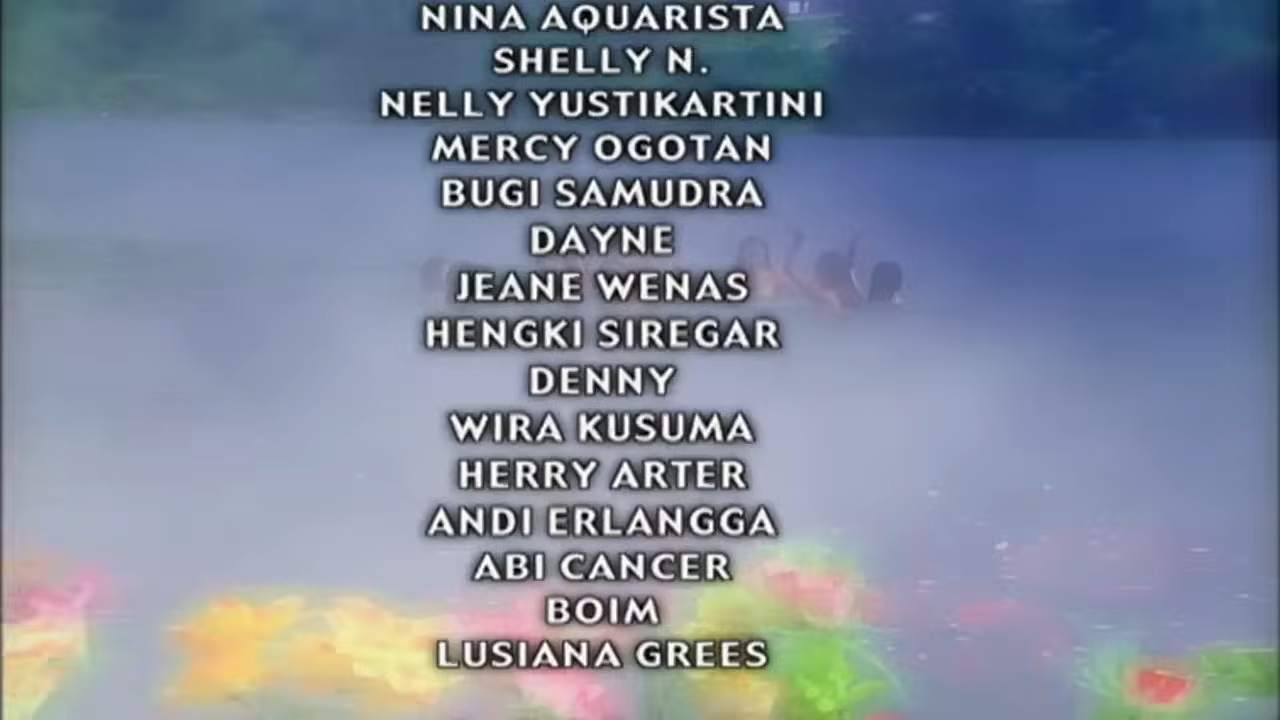 NINA AQUARISTA
SHELLY N.
NELLY YUSTIKARTINI
MERCY OGOTAN
BUGI SAMUDRA
DAYNE
JEANE WENAS
HENGKI SIREGAR
DENNY
WIRA KUSUMA
HERRY ARTER
ANDI ERLANGGA
ABI CANCER
BOIM
LUSIANA GREES